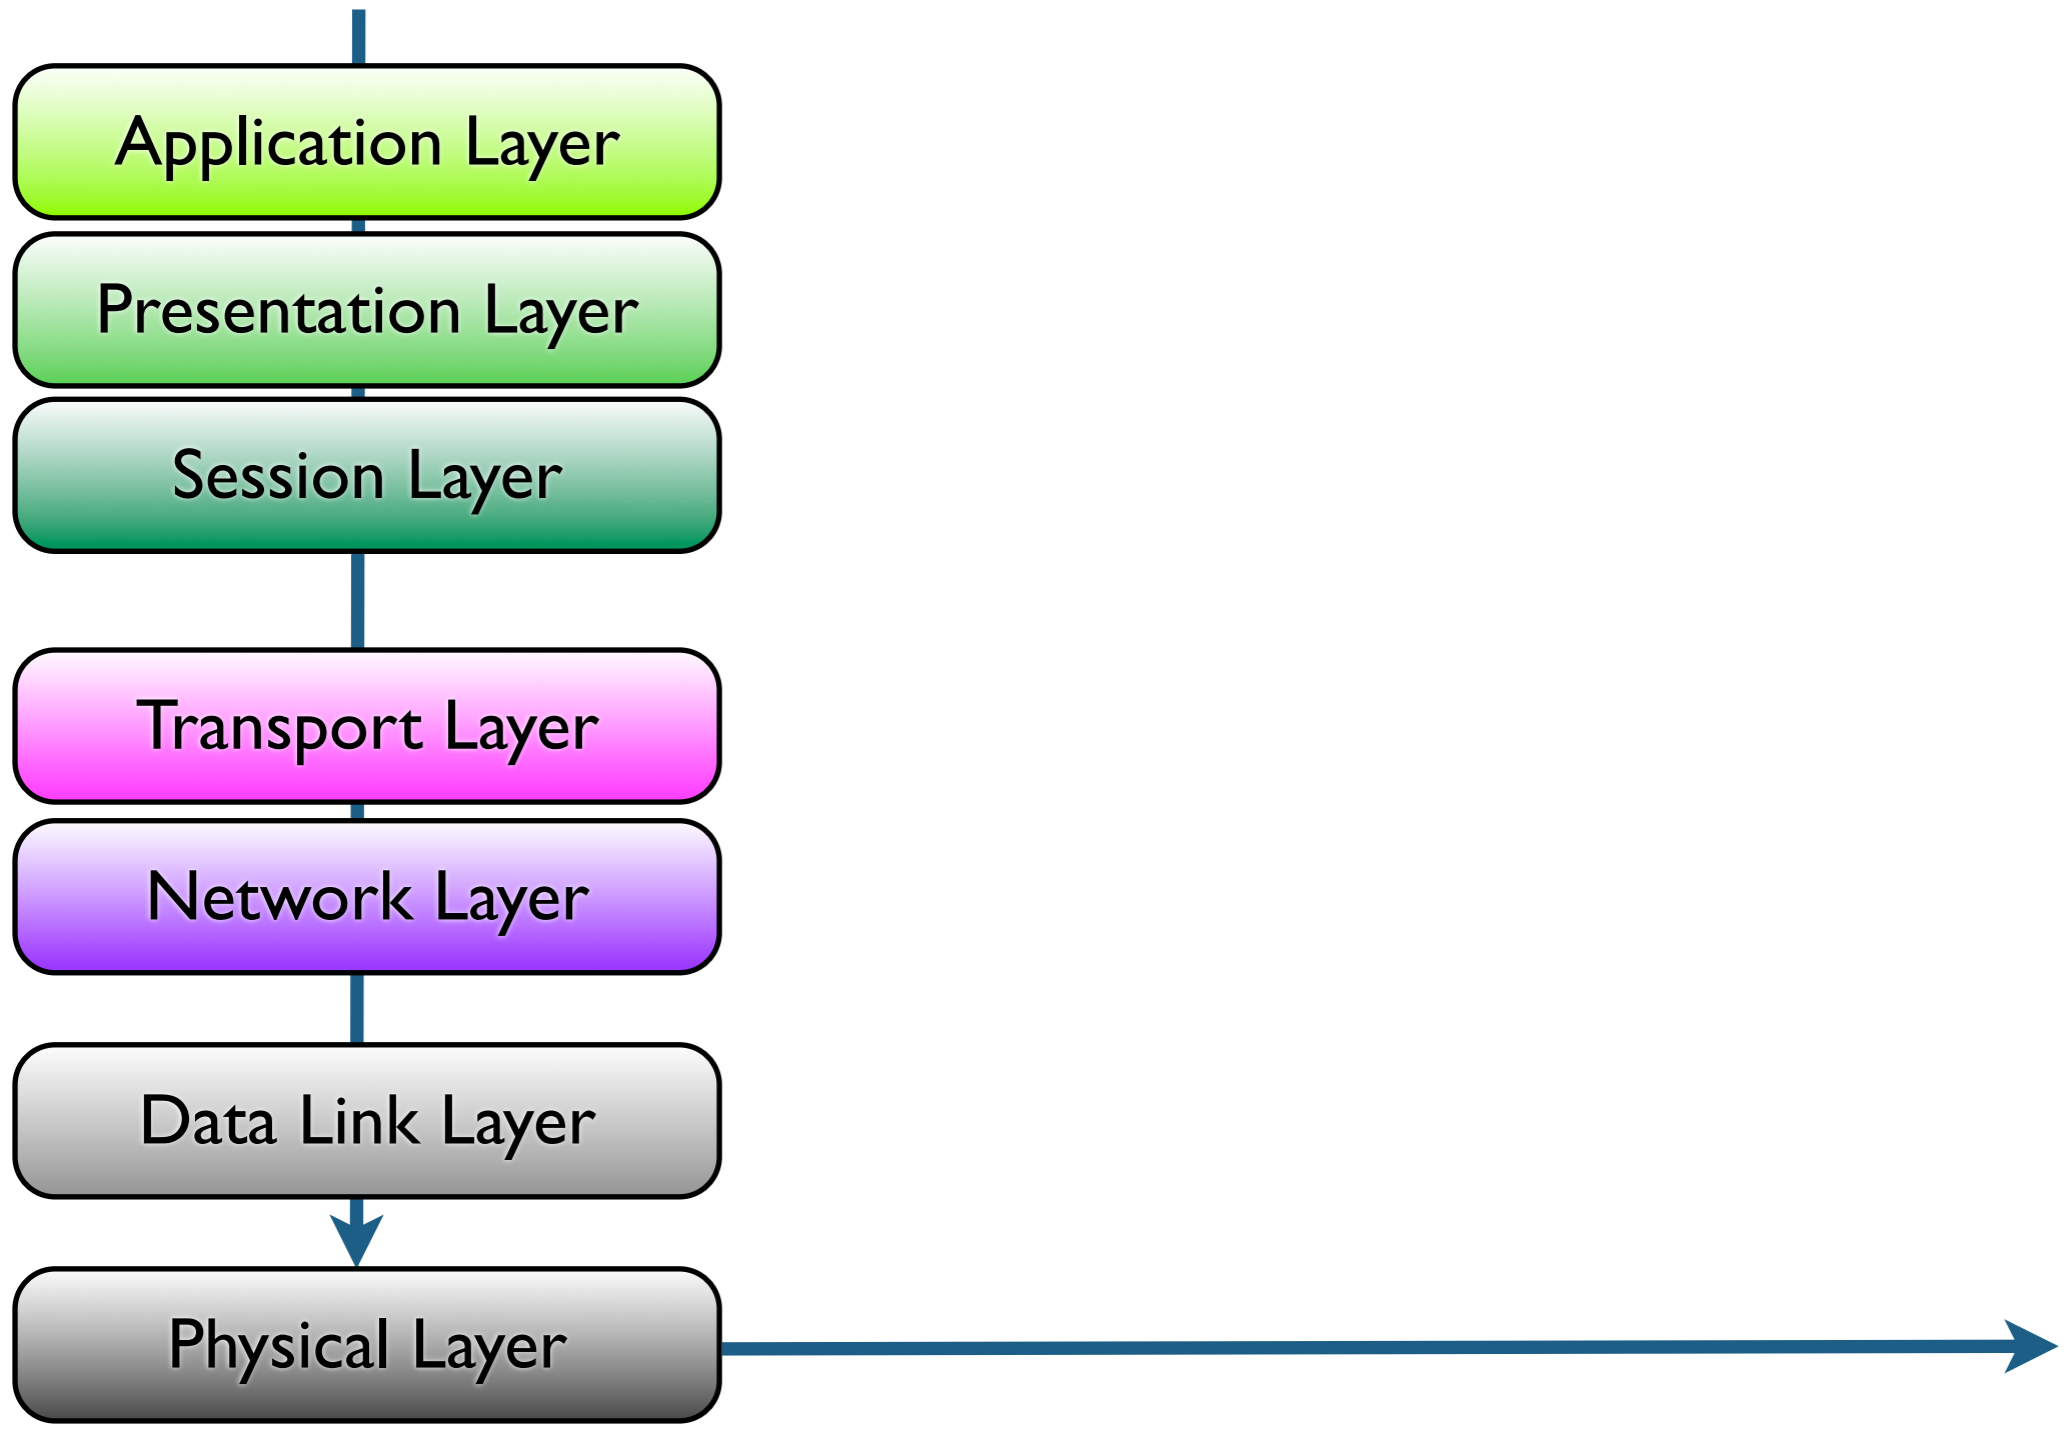 Application Layer
Presentation Layer
Session Layer
Transport Layer
Network Layer
Data Link Layer
Physical Layer